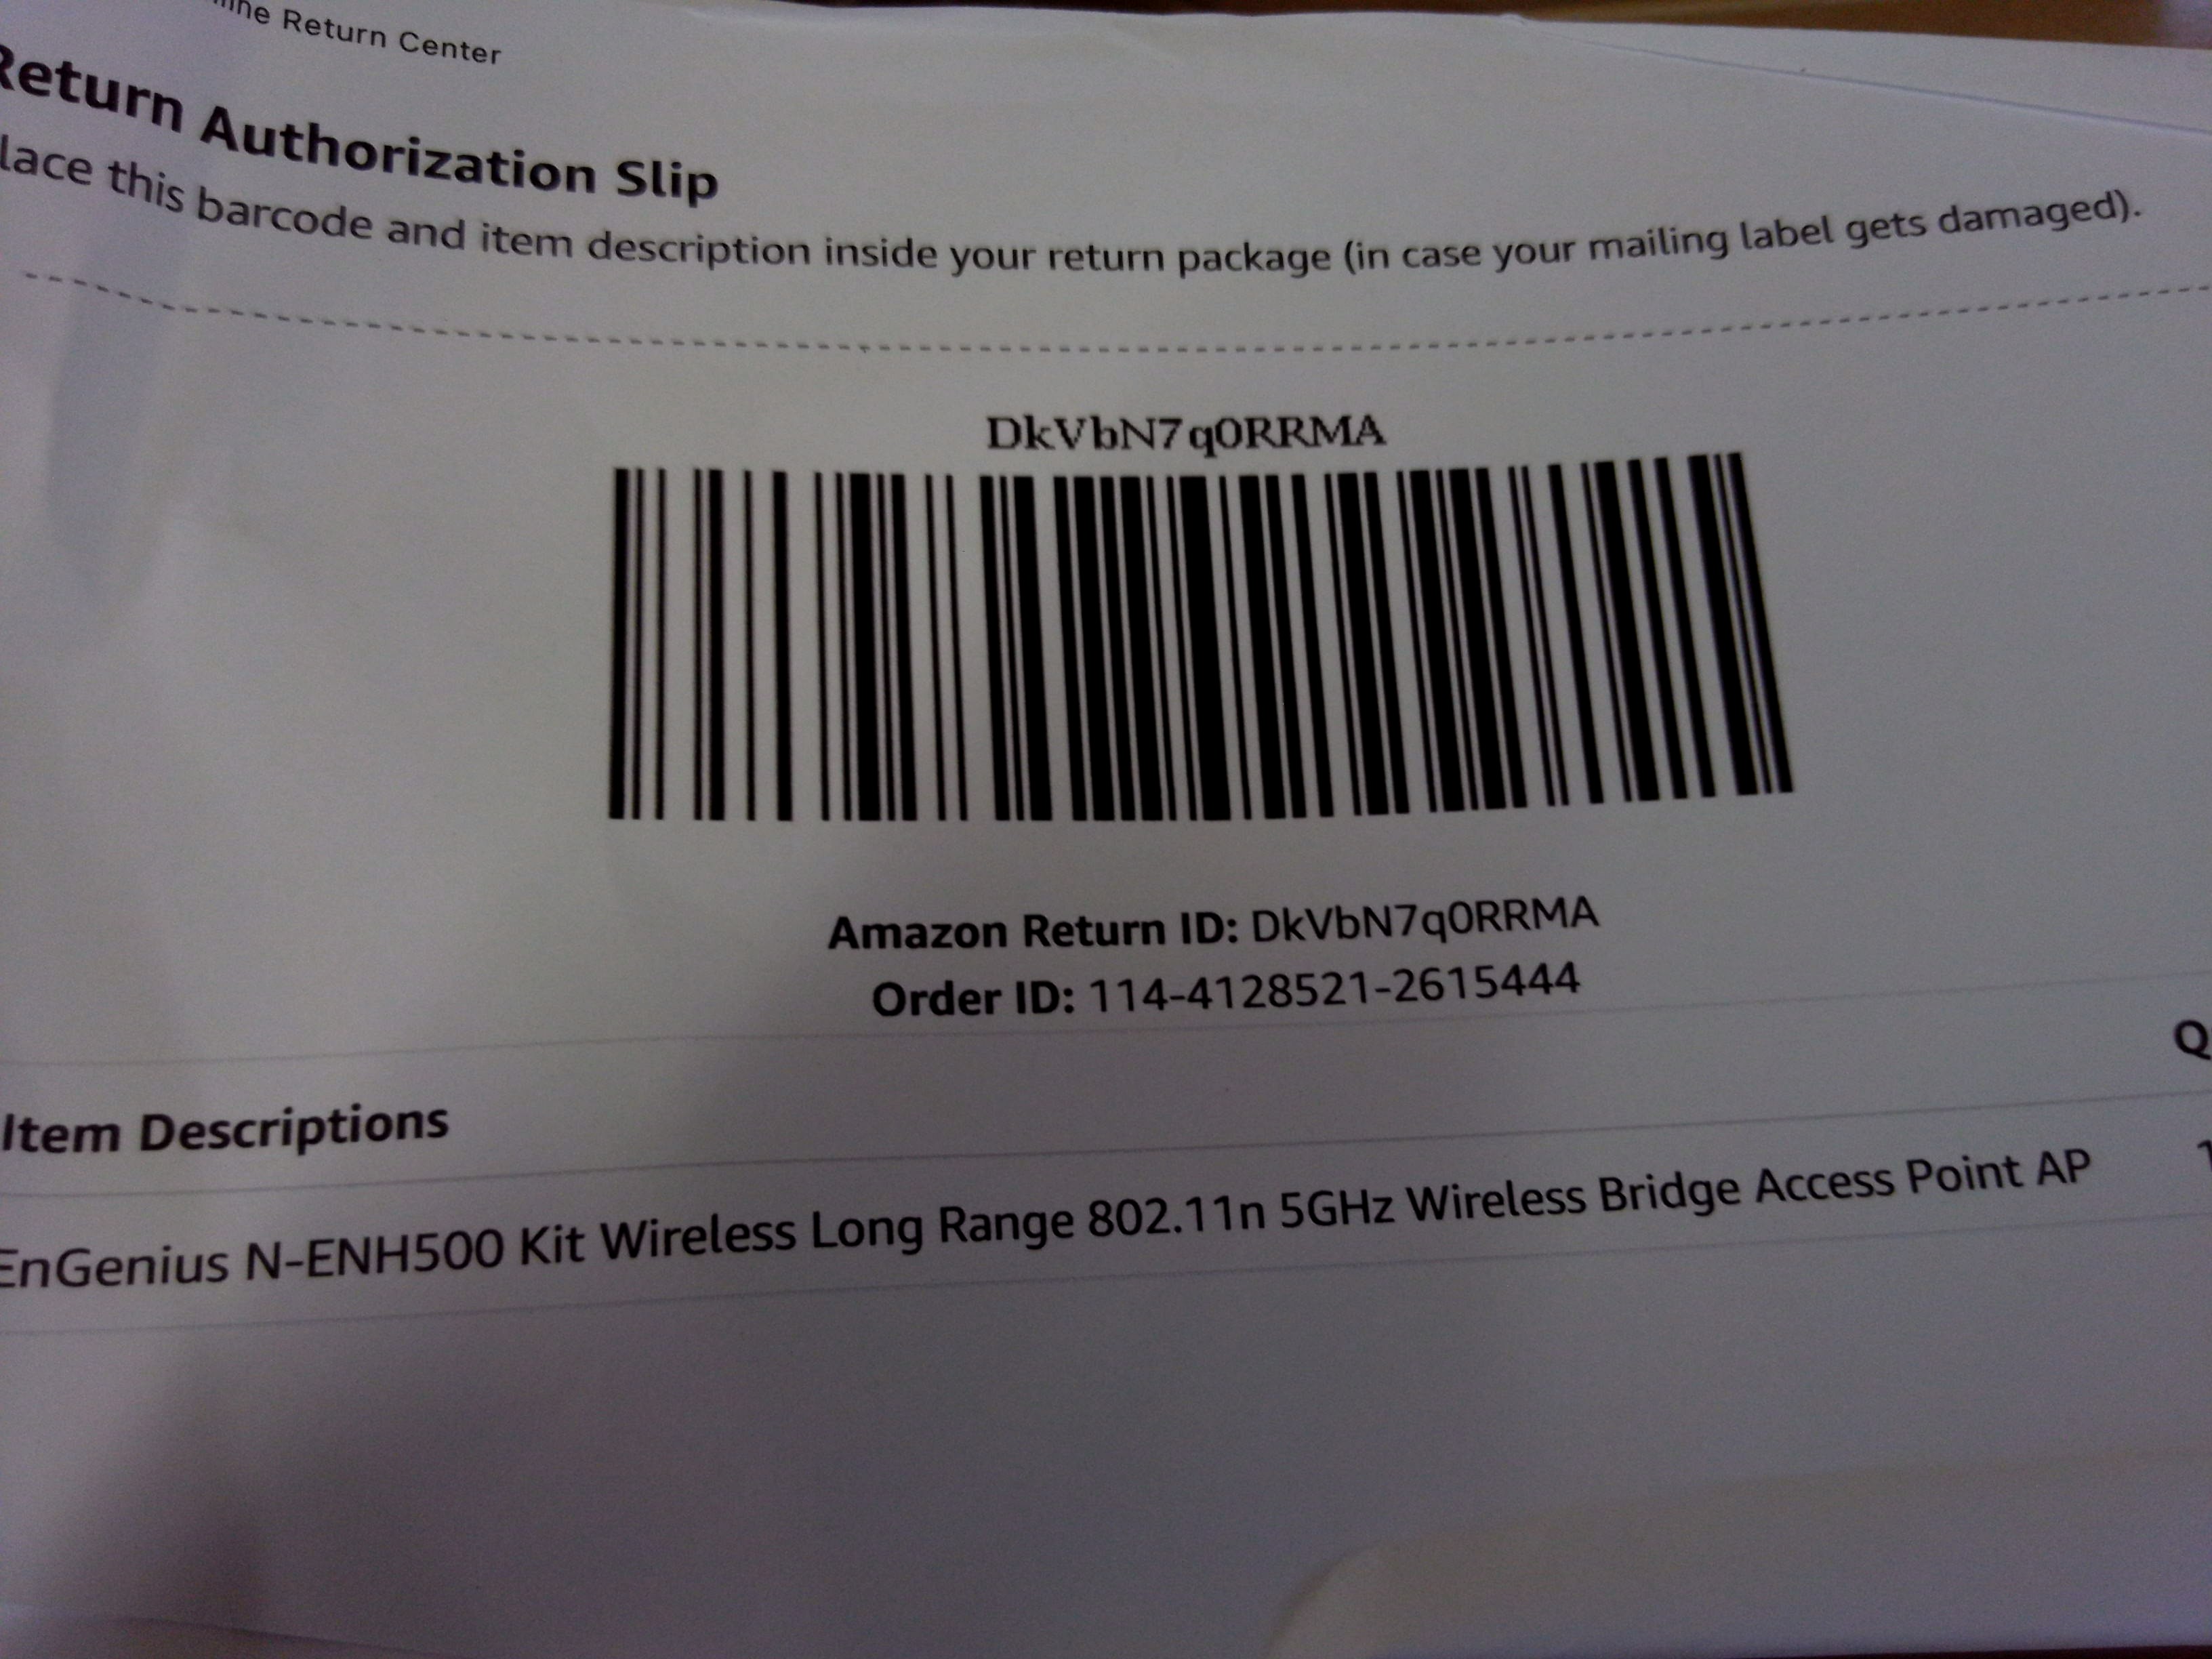 Return Center
Return Authorization Slip
this barcode and item description inside your return package (in case your mailing label gets damaged).
DkVbN7q0RRMA
Amazon Return ID: DkVbN7q0RRMA
Order ID: 114-4128521-2615444
Q
Item Descriptions
EnGenius N-ENH500 Kit Wireless Long Range 802.11n 5GHz Wireless Bridge Access Point AP 1